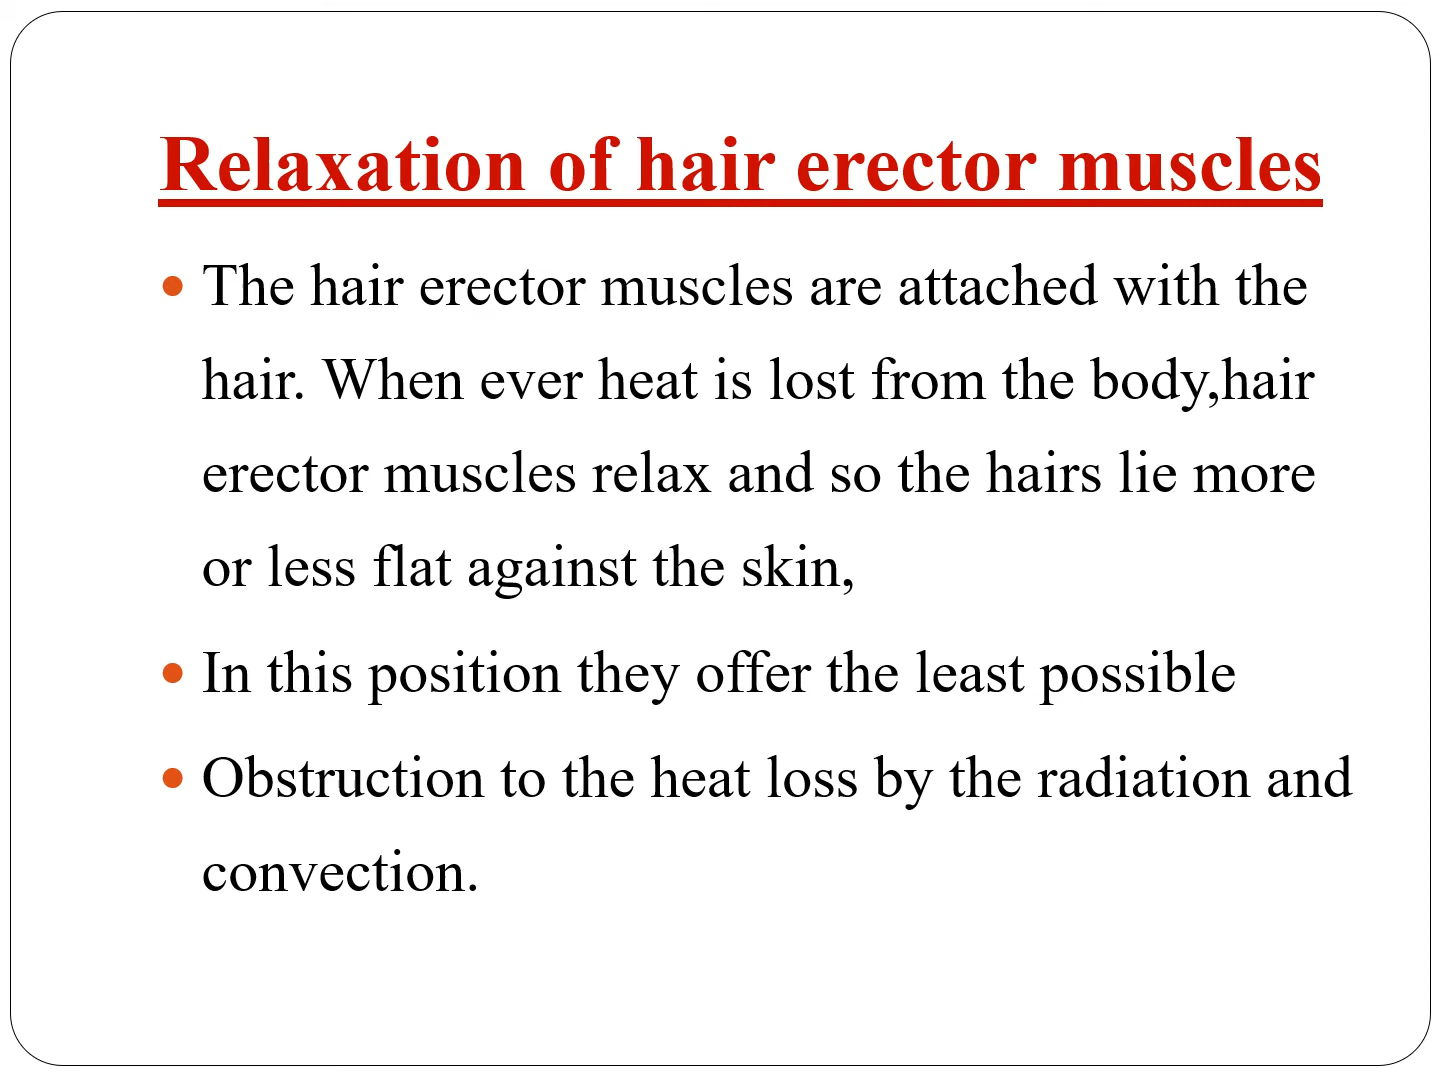 Relaxation of hair erector muscles
• The hair erector muscles are attached with the
hair. When ever heat is lost from the body,hair
erector muscles relax and so the hairs lie more
or less flat against the skin,
• In this position they offer the least possible
• Obstruction to the heat loss by the radiation and
convection.